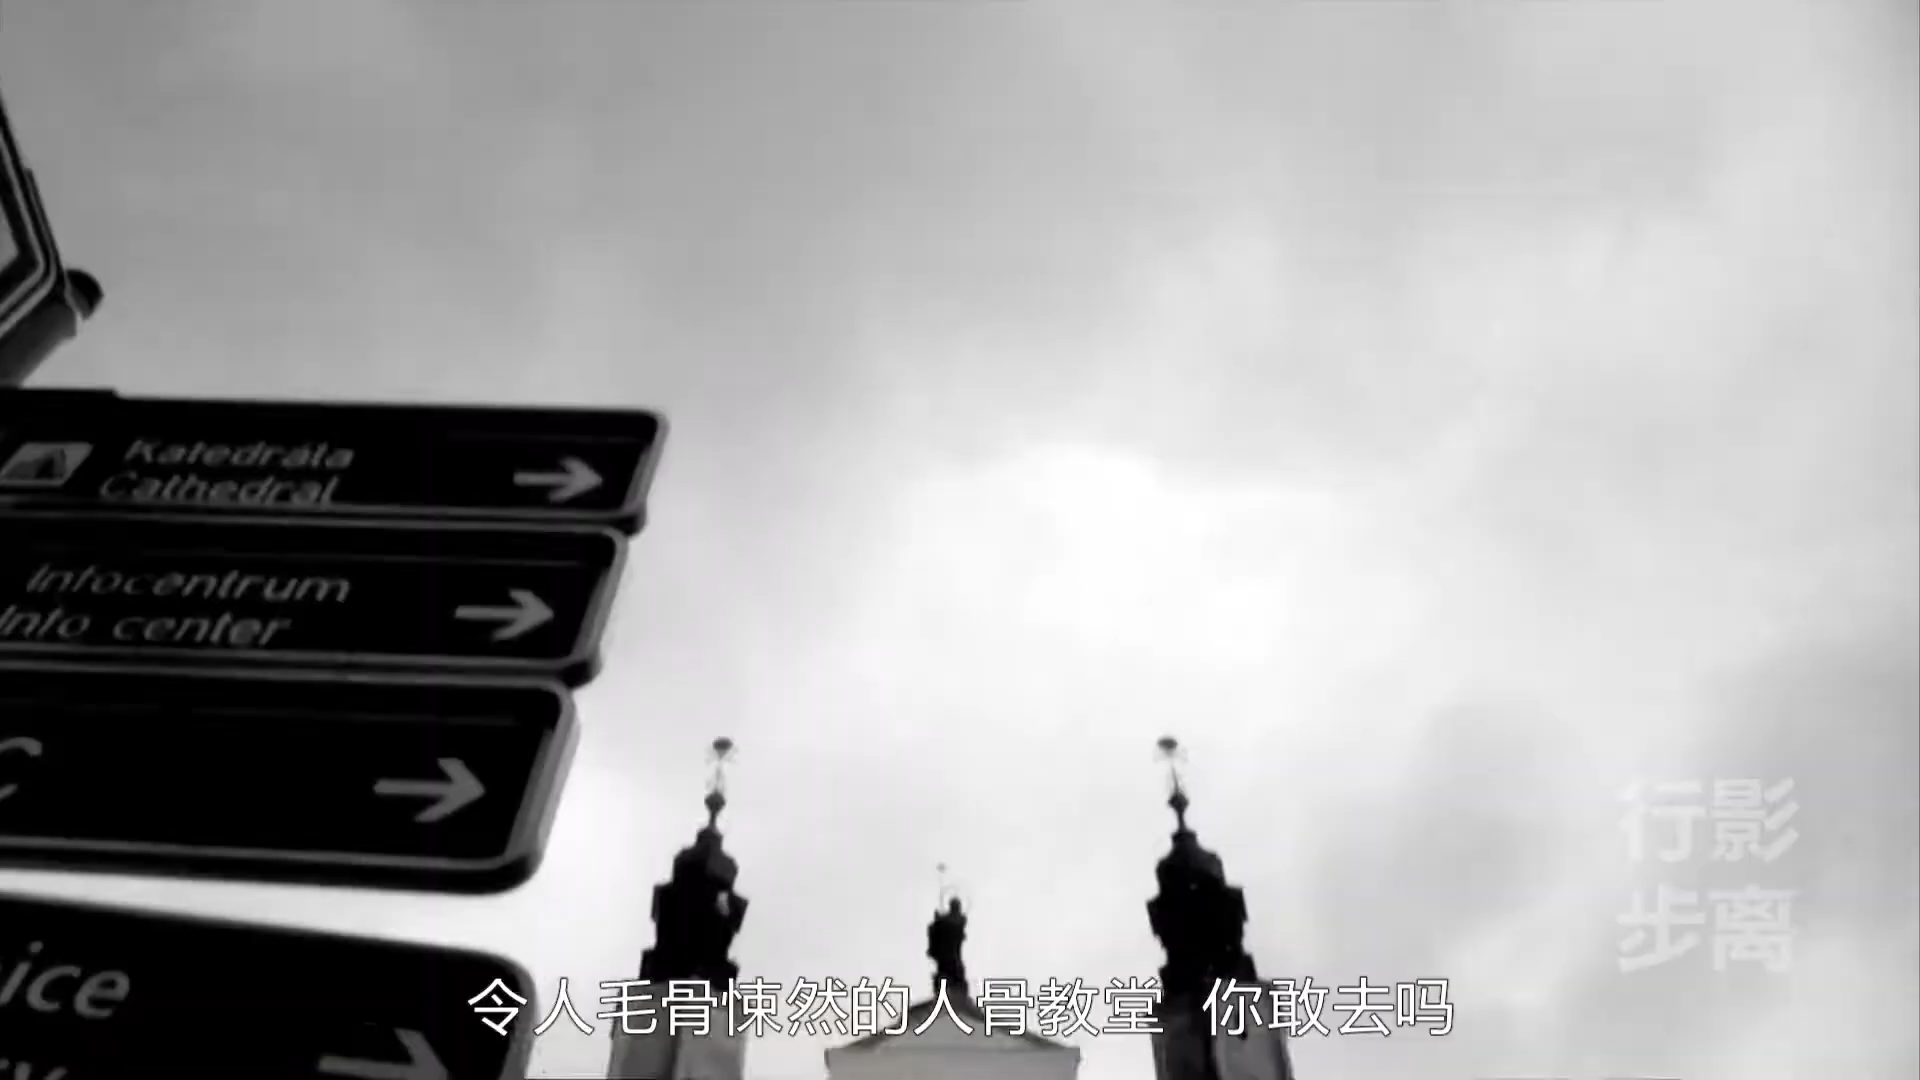 Katedrála
Cathedral
Infocentrum
Info center
C
ice
ry
行影
步离
令人毛骨悚然的人骨教堂 你敢去吗